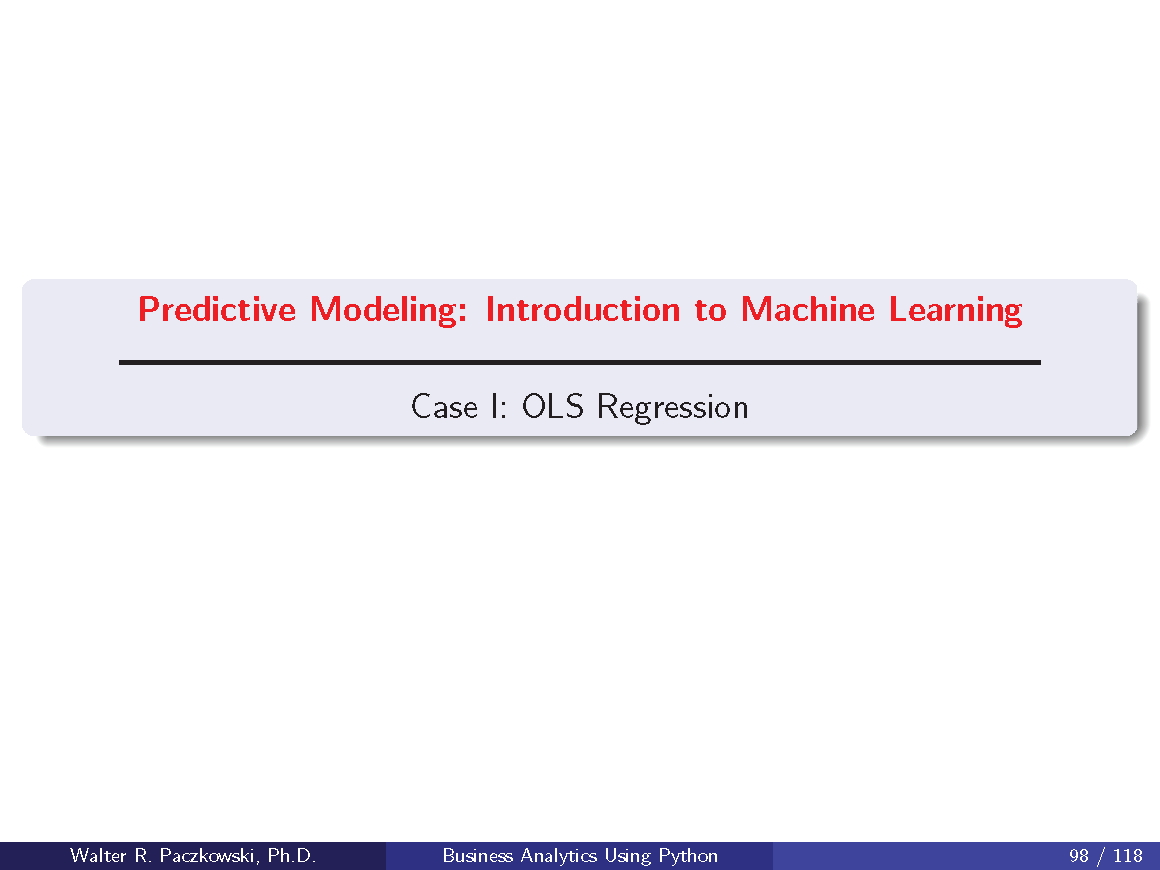 Predictive Modeling: Introduction to Machine Learning
Case I: OLS Regression
Walter R. Paczkowski, Ph.D.
Business Analytics Using Python
98 / 118